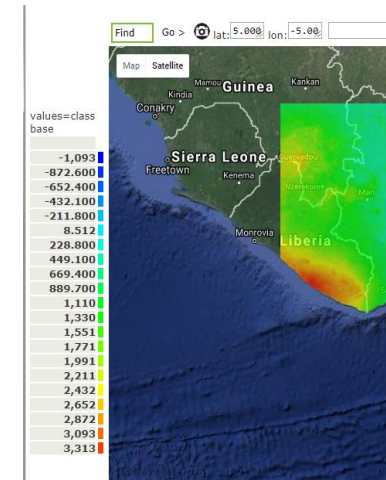 Find Go > lat: 5.000 lon: -5.00
Map Satellite
Mamou Guinea Kankan
Kindia
Conakry
values=class
base
-1,093
-872.600
-652.400
-432.100
-211.800
8.512
228.800
449.100
669.400
889.700
1,110
1,330
1,551
1,771
1,991
2,211
2,432
2,652
2,872
3,093
3,313
Sierra Leone
Gueckedou
Freetown
Kenema
Nzerekore
Man
Monrovia
Liberia